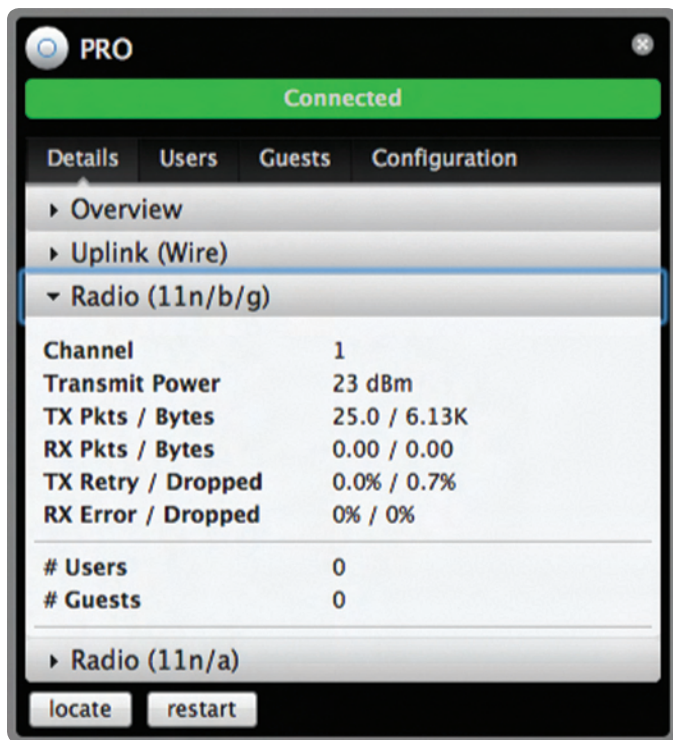 PRO
Connected
Details Users Guests Configuration
Overview
Uplink (Wire)
Radio (11n/b/g)
Channel 1
Transmit Power 23 dBm
TX Pkts / Bytes 25.0 / 6.13K
RX Pkts / Bytes 0.00 / 0.00
TX Retry / Dropped 0.0% / 0.7%
RX Error / Dropped 0% / 0%
# Users 0
# Guests 0
Radio (11n/a)
locate restart